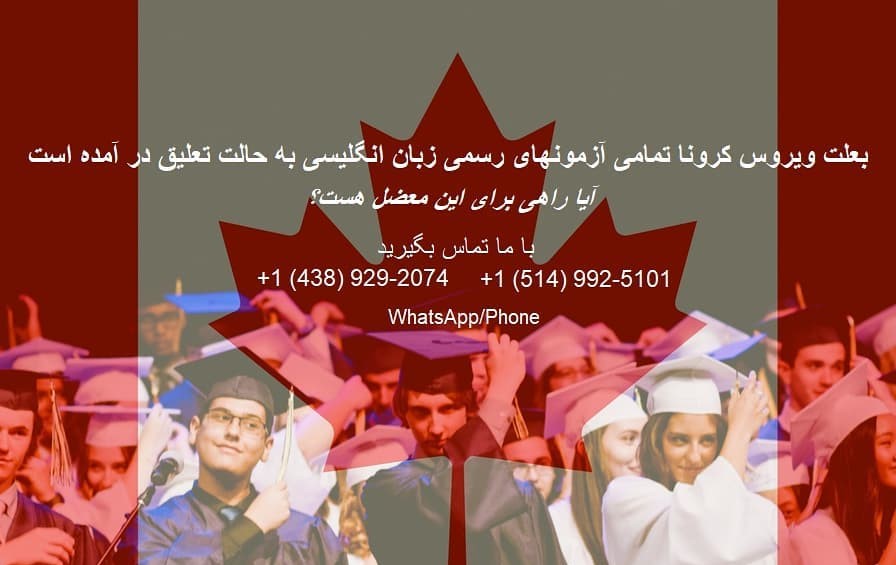 بعلت ویروس کرونا تمامی آزمونهای رسمی زبان انگلیسی به حالت تعلیق در آمده است
آیا راهی برای این معضل هست؟
با ما تماس بگیرید
+1 (438) 929-2074 +1 (514) 992-5101
WhatsApp/Phone